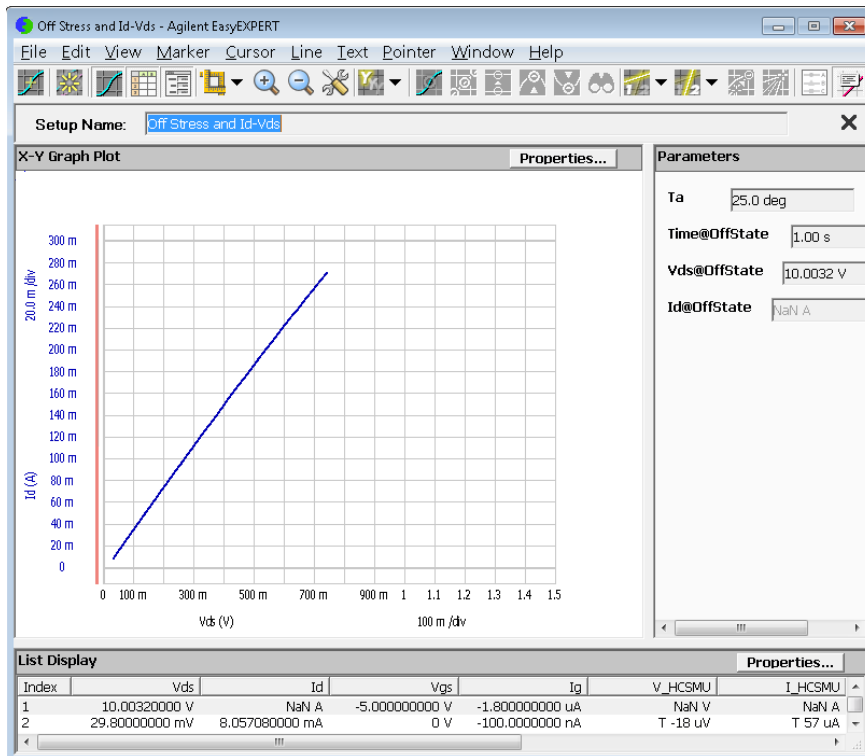 Off Stress and Id-Vds - Agilent EasyEXPERT
File Edit View Marker Cursor Line Text Pointer Window Help
Setup Name: Off Stress and Id-Vds
X-Y Graph Plot Properties...
300 m
280 m
260 m
240 m
220 m
200 m
180 m
160 m
140 m
120 m
100 m
80 m
60 m
40 m
20 m
0
20.0 m /div
Id (A)
0 100 m 300 m 500 m 700 m 900 m 1 1.1 1.2 1.3 1.4 1.5
Vds (V) 100 m /div
Parameters
Ta 25.0 deg
Time@OffState 1.00 s
Vds@OffState 10.0032 V
Id@OffState NaN A
List Display Properties...
Index Vds Id Vgs Ig V_HCSMU I_HCSMU
1 10.00320000 V NaN A -5.000000000 V -1.800000000 uA NaN V NaN A
2 29.80000000 mV 8.057080000 mA 0 V -100.0000000 nA T -18 uV T 57 uA